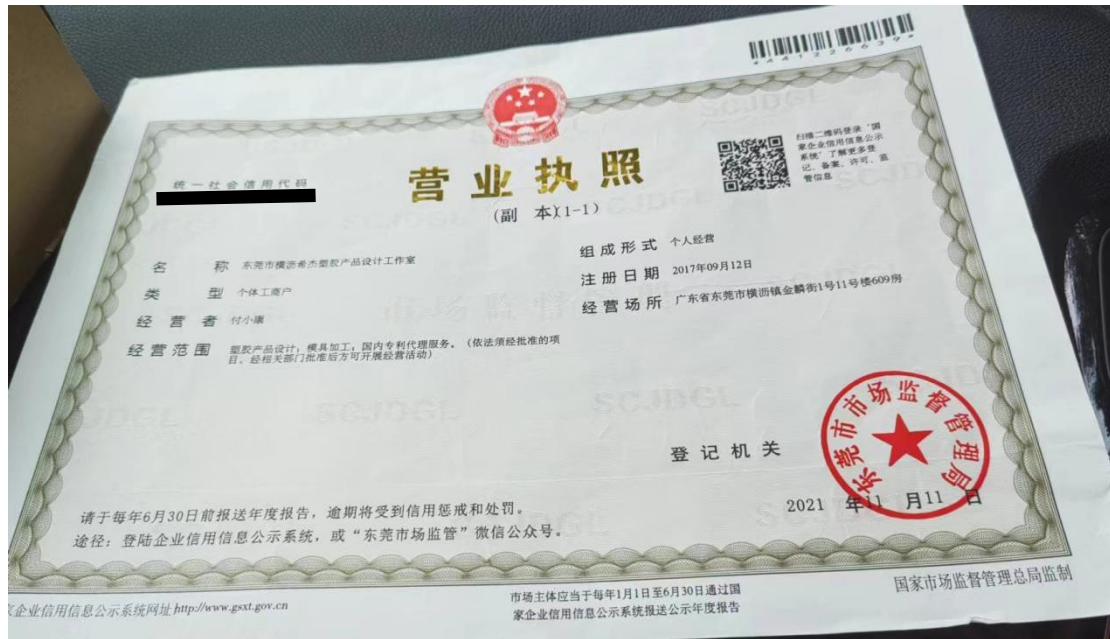 *441226639*
扫描二维码登录‘国
家企业信用信息公示
系统’了解更多登
记、备案、许可、监
管信息
统一社会信用代码
营业执照
(副 本)(1-1)
名 称 东莞市横沥希杰塑胶产品设计工作室
类 型 个体工商户
经营者 付小康
经营范围 塑胶产品设计；模具加工；国内专利代理服务。（依法须经批准的项
目，经相关部门批准后方可开展经营活动）
组成形式 个人经营
注册日期 2017年09月12日
经营场所 广东省东莞市横沥镇金麟街1号11号楼609房
登记机关
东莞市市场监督管理局
2021 年11 月11 日
请于每年6月30日前报送年度报告，逾期将受到信用惩戒和处罚。
途径：登陆企业信用信息公示系统，或“东莞市场监管”微信公众号。
家企业信用信息公示系统网址http://www.gsxt.gov.cn
市场主体应当于每年1月1日至6月30日通过国
家企业信用信息公示系统报送公示年度报告
国家市场监督管理总局监制